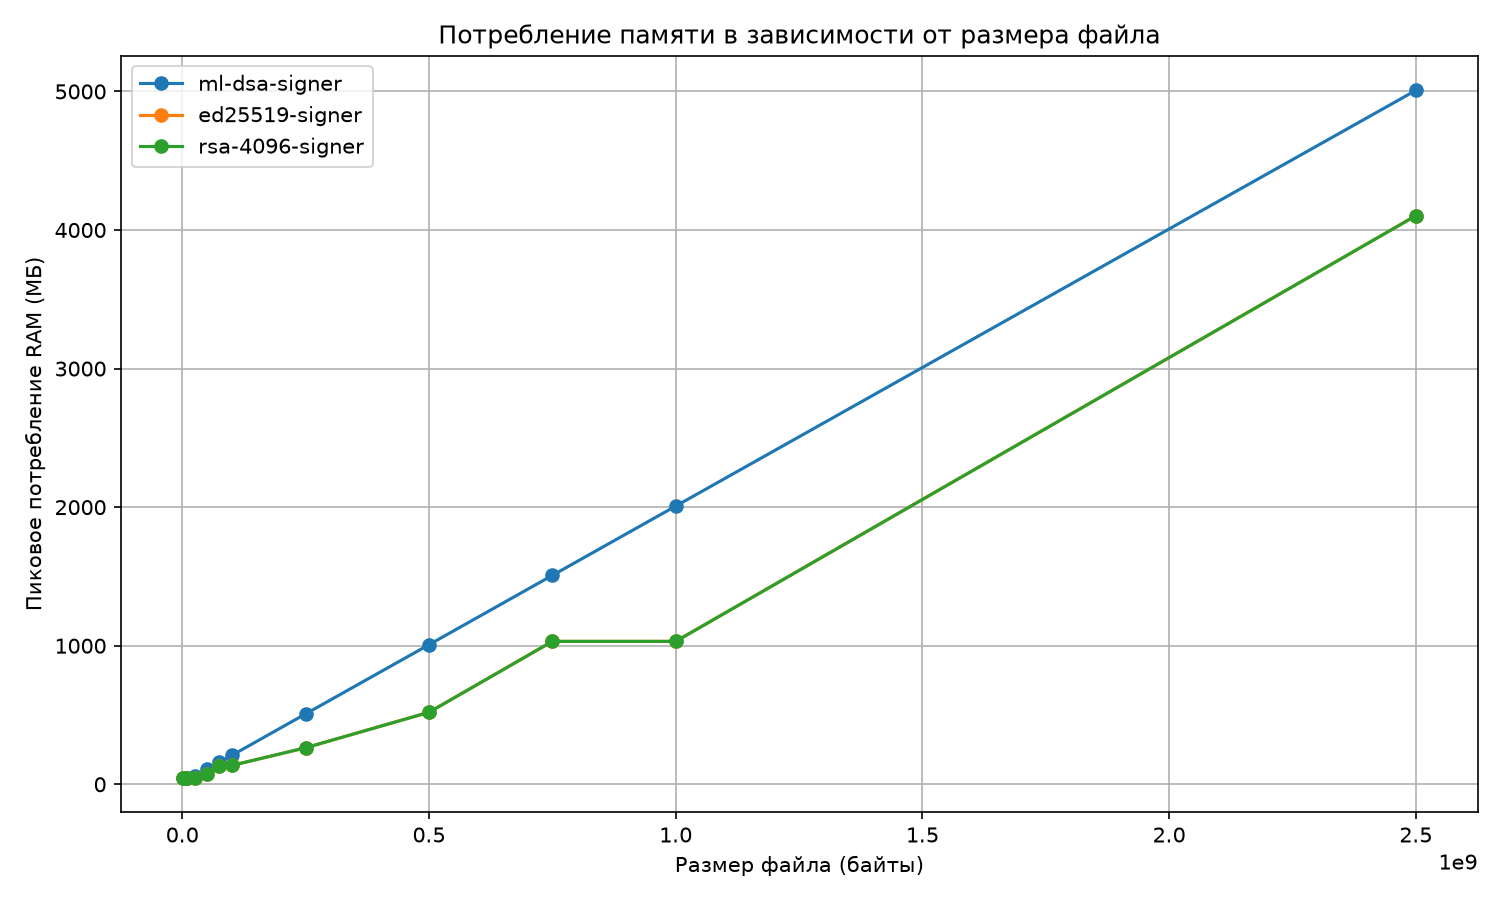 Потребление памяти в зависимости от размера файла
ml-dsa-signer
ed25519-signer
rsa-4096-signer
Пиковое потребление RAM (МБ)
5000
4000
3000
2000
1000
0
0.0 0.5 1.0 1.5 2.0 2.5
1e9
Размер файла (байты)